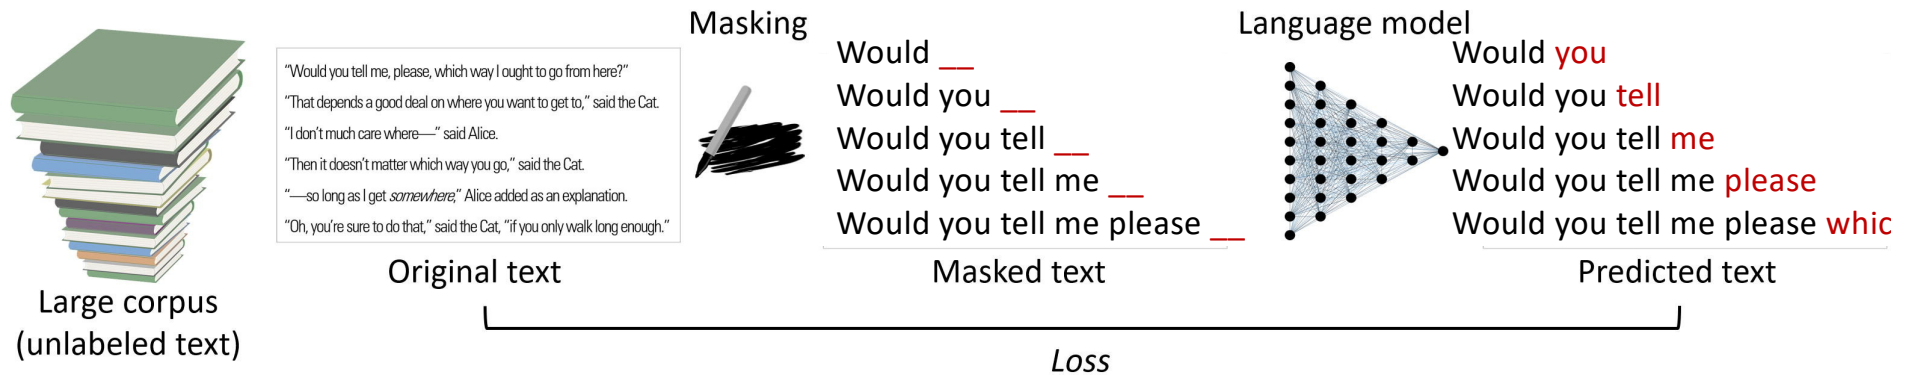 Large corpus
(unlabeled text)
“Would you tell me, please, which way I ought to go from here?”
“That depends a good deal on where you want to get to,” said the Cat.
“I don’t much care where—” said Alice.
“Then it doesn’t matter which way you go,” said the Cat.
“—so long as I get somewhere,” Alice added as an explanation.
“Oh, you’re sure to do that,” said the Cat, “if you only walk long enough.”
Original text
Masking
Would __
Would you __
Would you tell __
Would you tell me __
Would you tell me please __
Masked text
Language model
Would you
Would you tell
Would you tell me
Would you tell me please
Would you tell me please whic
Predicted text
Loss